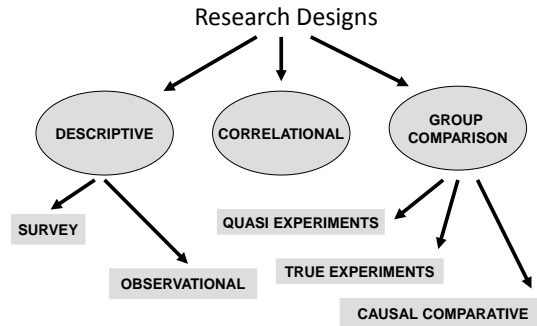 Research Designs
DESCRIPTIVE
CORRELATIONAL
GROUP
COMPARISON
SURVEY
OBSERVATIONAL
QUASI EXPERIMENTS
TRUE EXPERIMENTS
CAUSAL COMPARATIVE